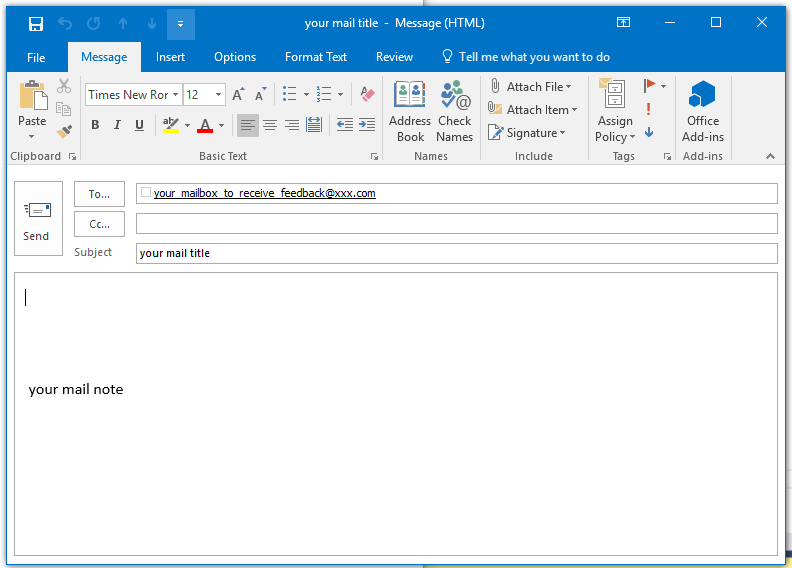 your mail title - Message (HTML)
File Message Insert Options Format Text Review Tell me what you want to do
Paste
Clipboard
Times New Ror 12
B I U ab A
Basic Text
Address Book
Check Names
Names
Attach File
Attach Item
Signature
Include
Assign Policy
Tags
Office Add-ins
Add-ins
Send
To...
your_mailbox_to_receive_feedback@xxx.com
Cc...
Subject
your mail title
your mail note